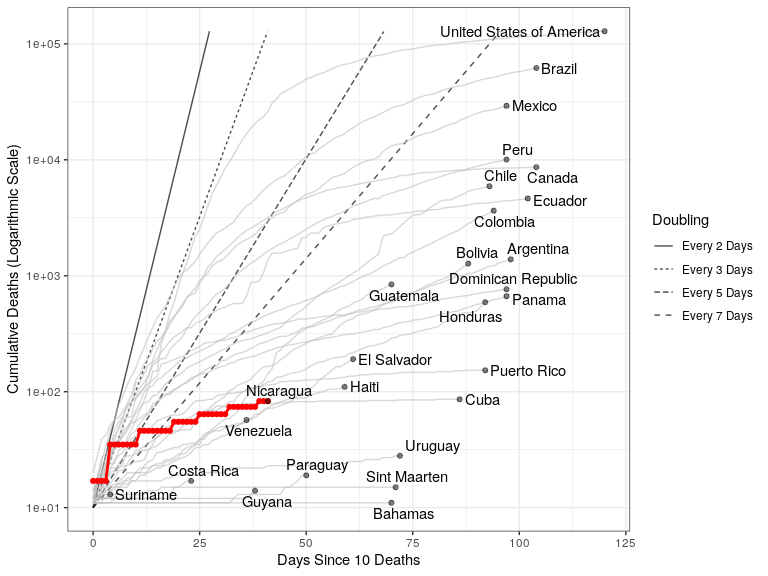 United States of America
Brazil
Mexico
Peru
Chile
Canada
Ecuador
Colombia
Bolivia
Argentina
Dominican Republic
Guatemala
Panama
Honduras
El Salvador
Puerto Rico
Haiti
Nicaragua
Cuba
Venezuela
Uruguay
Costa Rica
Paraguay
Sint Maarten
Suriname
Guyana
Bahamas
1e+05
1e+04
1e+03
1e+02
1e+01
0
25
50
75
100
125
Days Since 10 Deaths
Cumulative Deaths (Logarithmic Scale)
Doubling
Every 2 Days
Every 3 Days
Every 5 Days
Every 7 Days